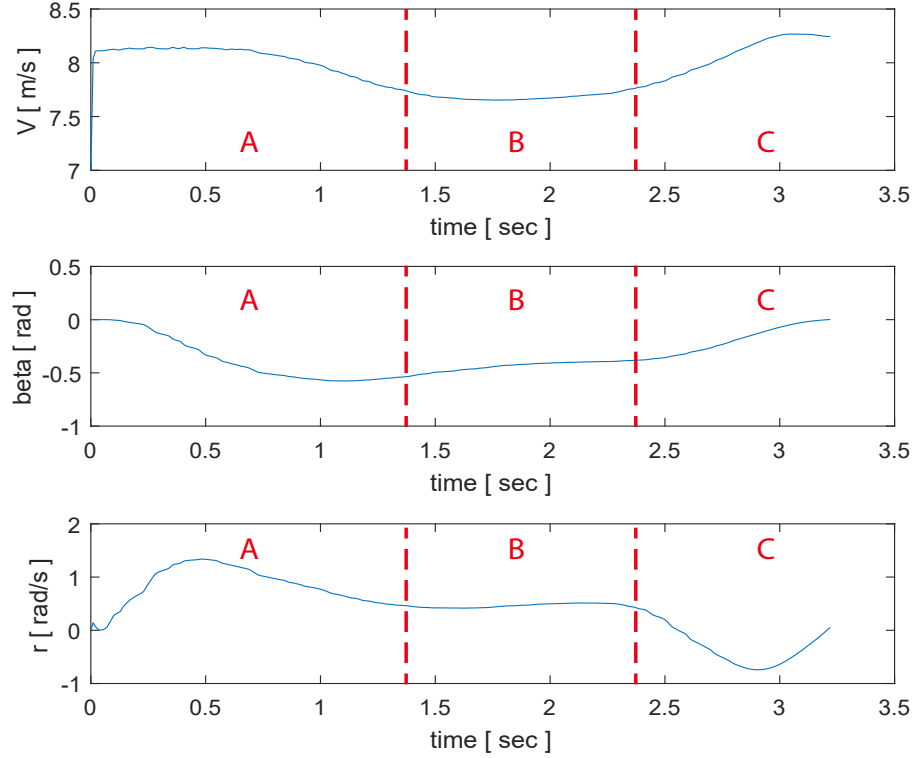 8.5
8
7.5
7
V [ m/s ]
A
B
C
0 0.5 1 1.5 2 2.5 3 3.5
time [ sec ]
0.5
0
-0.5
-1
beta [ rad ]
A
B
C
0 0.5 1 1.5 2 2.5 3 3.5
time [ sec ]
2
1
0
-1
r [ rad/s ]
A
B
C
0 0.5 1 1.5 2 2.5 3 3.5
time [ sec ]